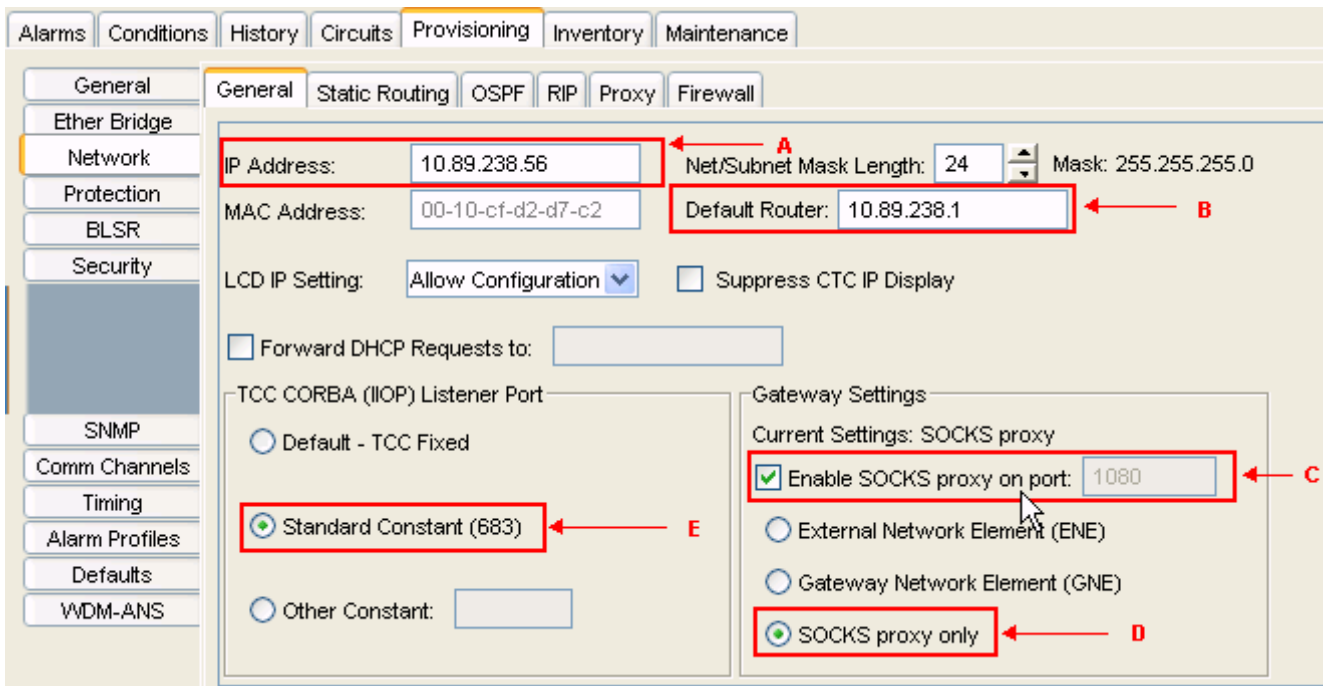 Alarms Conditions History Circuits Provisioning Inventory Maintenance
General
Ether Bridge
Network
Protection
BLSR
Security
SNMP
Comm Channels
Timing
Alarm Profiles
Defaults
WDM-ANS
General Static Routing OSPF RIP Proxy Firewall
IP Address: 10.89.238.56 A Net/Subnet Mask Length: 24 Mask: 255.255.255.0
MAC Address: 00-10-cf-d2-d7-c2 Default Router: 10.89.238.1 B
LCD IP Setting: Allow Configuration Suppress CTC IP Display
Forward DHCP Requests to:
TCC CORBA (IIOP) Listener Port
Default - TCC Fixed
Standard Constant (683) E
Other Constant:
Gateway Settings
Current Settings: SOCKS proxy
Enable SOCKS proxy on port: 1080 C
External Network Element (ENE)
Gateway Network Element (GNE)
SOCKS proxy only D